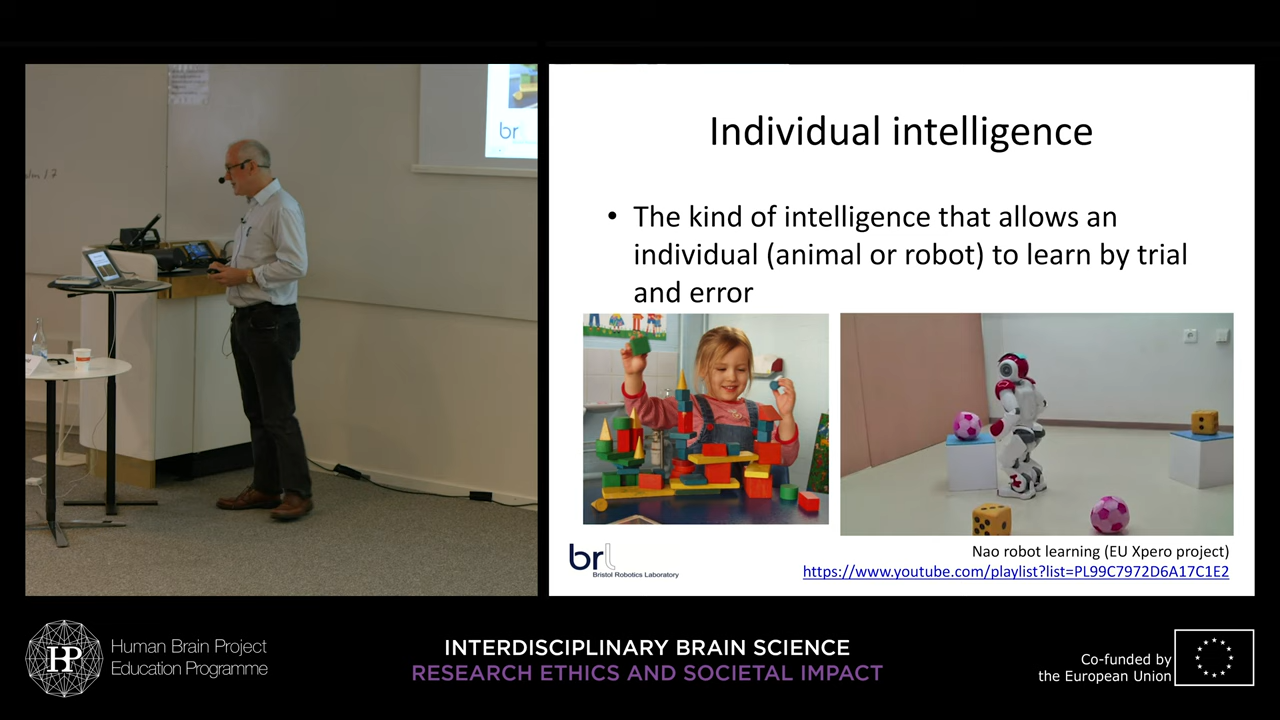 br
Individual intelligence
• The kind of intelligence that allows an
individual (animal or robot) to learn by trial
and error
Nao robot learning (EU Xpero project)
https://www.youtube.com/playlist?list=PL99C7972D6A17C1E2
brl
Bristol Robotics Laboratory
HP
Human Brain Project
Education Programme
INTERDISCIPLINARY BRAIN SCIENCE
RESEARCH ETHICS AND SOCIETAL IMPACT
Co-funded by
the European Union